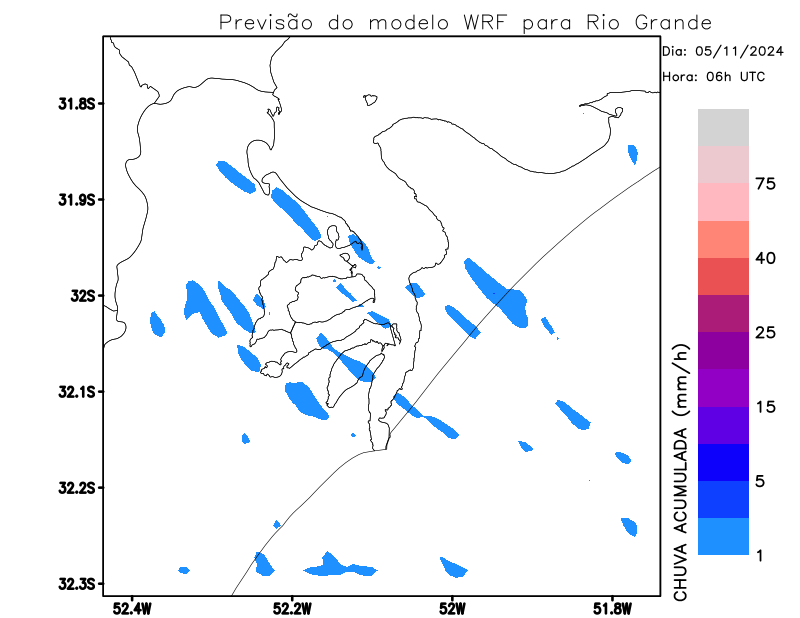 Previsão do modelo WRF para Rio Grande
Dia: 05/11/2024
Hora: 06h UTC
31.8S
31.9S
32S
32.1S
32.2S
32.3S
52.4W
52.2W
52W
51.8W
75
40
25
15
5
1
CHUVA ACUMULADA (mm/h)